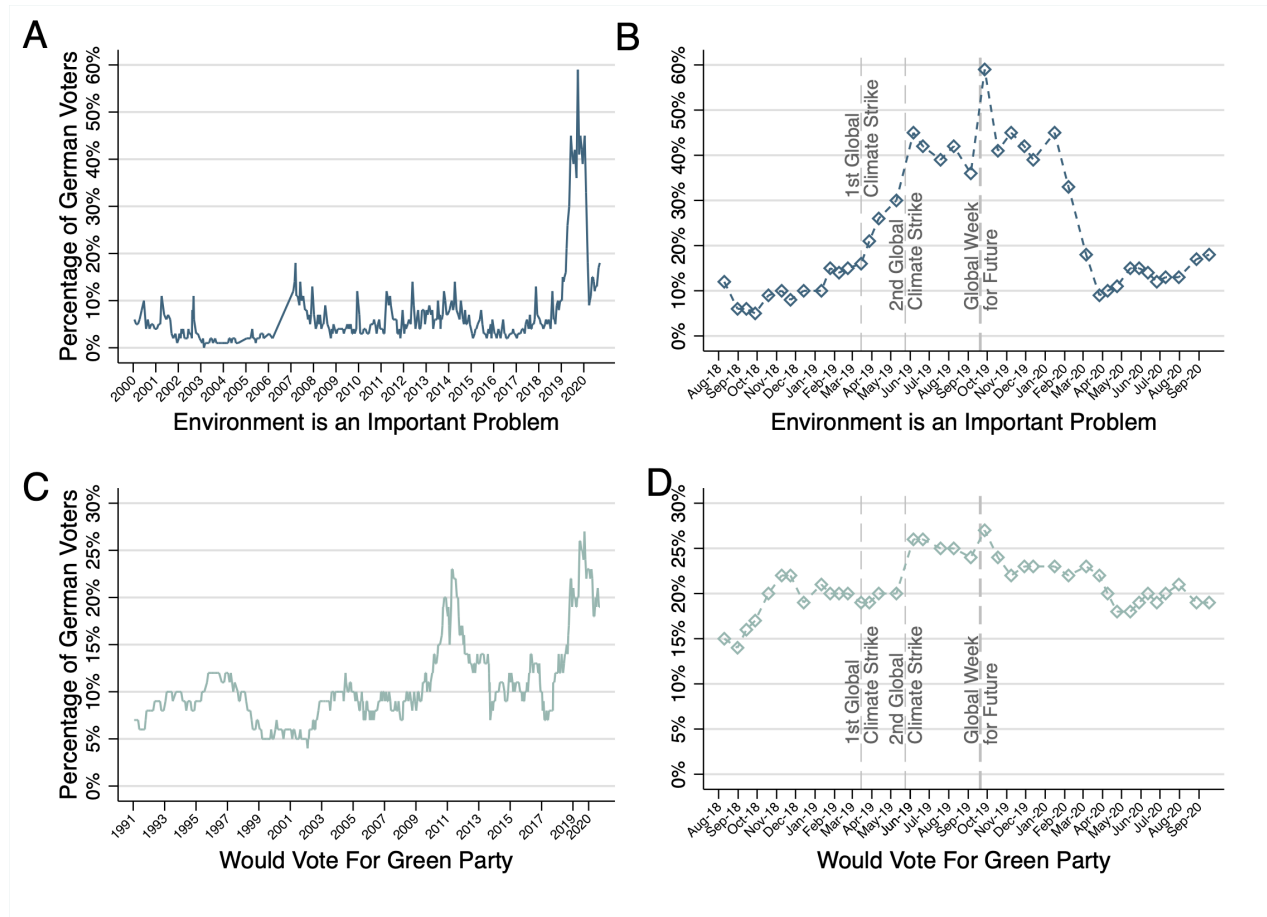 A
Percentage of German Voters
60%
50%
40%
30%
20%
10%
0%
2000
2001
2002
2003
2004
2005
2006
2007
2008
2009
2010
2011
2012
2013
2014
2015
2016
2017
2018
2019
2020
Environment is an Important Problem
B
60%
50%
40%
30%
20%
10%
0%
1st Global
Climate Strike
2nd Global
Climate Strike
Global Week
for Future
Aug-18
Sep-18
Oct-18
Nov-18
Dec-18
Jan-19
Feb-19
Mar-19
Apr-19
May-19
Jun-19
Jul-19
Aug-19
Sep-19
Oct-19
Nov-19
Dec-19
Jan-20
Feb-20
Mar-20
Apr-20
May-20
Jun-20
Jul-20
Aug-20
Sep-20
Environment is an Important Problem
C
Percentage of German Voters
30%
25%
20%
15%
10%
5%
0%
1991
1993
1995
1997
1999
2001
2003
2005
2007
2009
2011
2013
2015
2017
2019
2020
Would Vote For Green Party
D
30%
25%
20%
15%
10%
5%
0%
1st Global
Climate Strike
2nd Global
Climate Strike
Global Week
for Future
Aug-18
Sep-18
Oct-18
Nov-18
Dec-18
Jan-19
Feb-19
Mar-19
Apr-19
May-19
Jun-19
Jul-19
Aug-19
Sep-19
Oct-19
Nov-19
Dec-19
Jan-20
Feb-20
Mar-20
Apr-20
May-20
Jun-20
Jul-20
Aug-20
Sep-20
Would Vote For Green Party